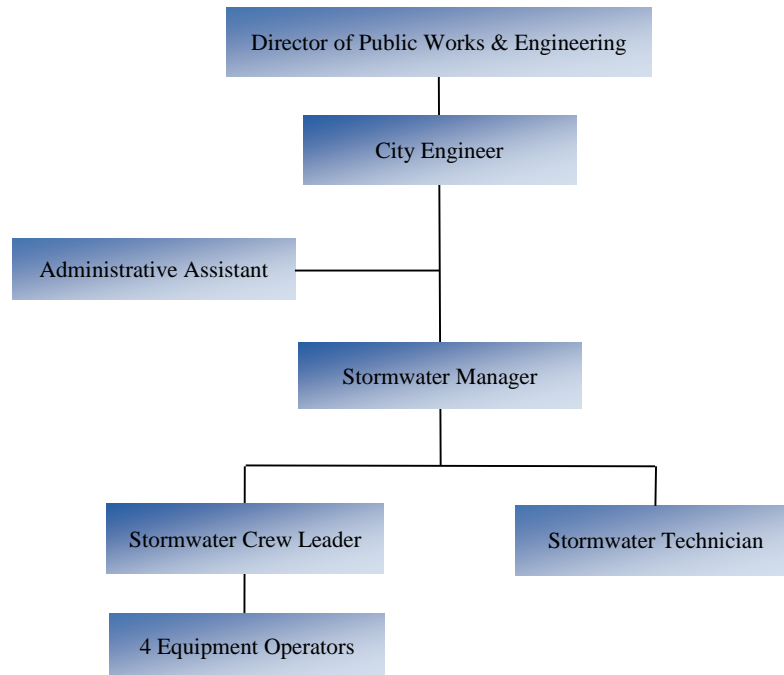 Director of Public Works & Engineering
City Engineer
Administrative Assistant
Stormwater Manager
Stormwater Crew Leader
Stormwater Technician
4 Equipment Operators